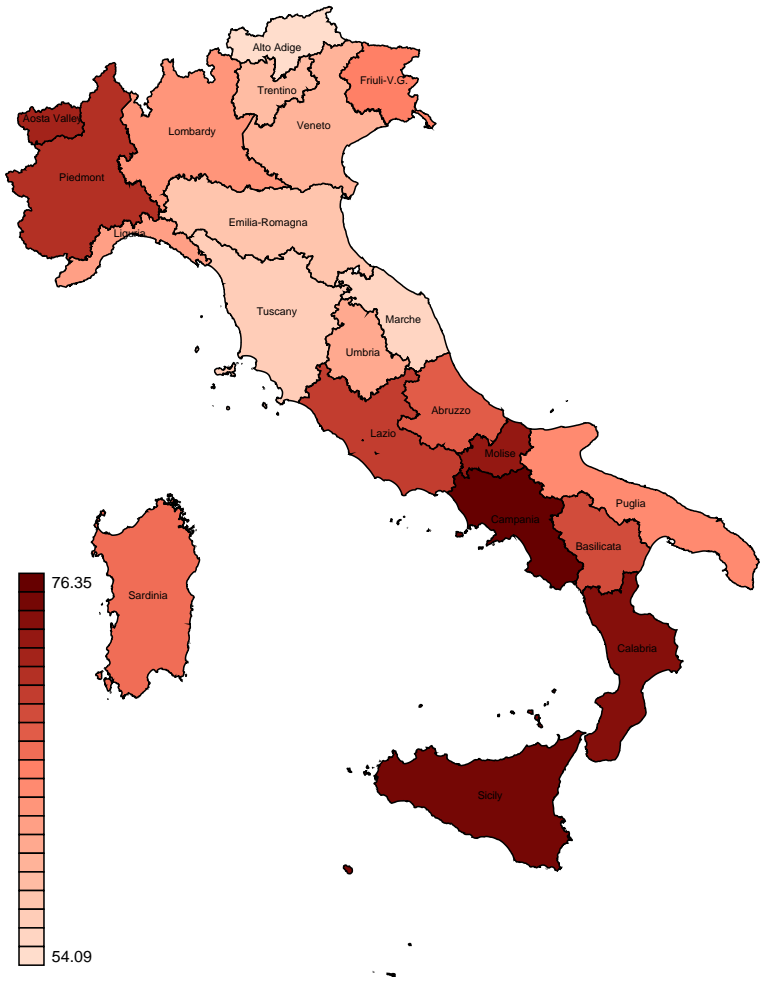 Alto Adige
Friuli-V.G.
Trentino
Aosta Valley
Veneto
Lombardy
Piedmont
Emilia-Romagna
Liguria
Tuscany
Marche
Umbria
Abruzzo
Lazio
Molise
Puglia
Campania
Basilicata
76.35
Sardinia
Calabria
Sicily
54.09